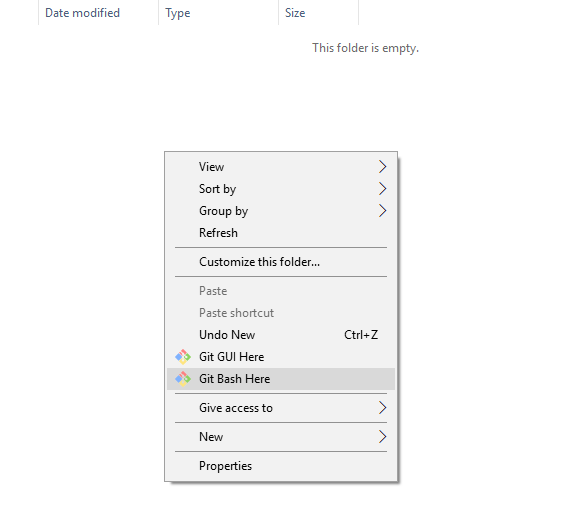 Date modified Type Size
This folder is empty.
View
Sort by
Group by
Refresh
Customize this folder...
Paste
Paste shortcut
Undo New Ctrl+Z
Git GUI Here
Git Bash Here
Give access to
New
Properties